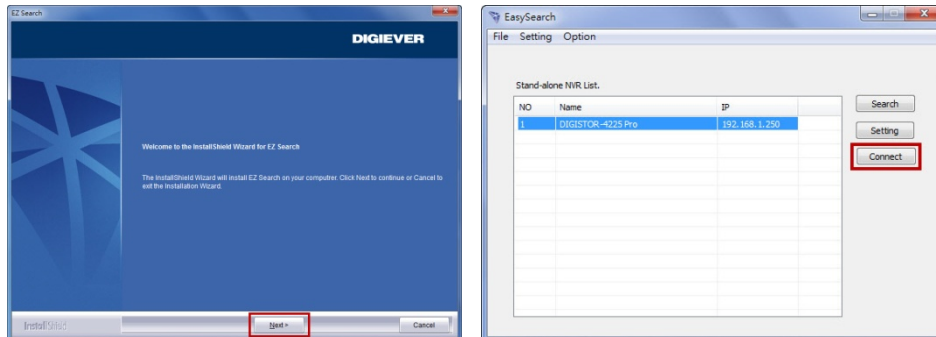 EZ Search
DIGIEVER
Welcome to the InstallShield Wizard for EZ Search
The InstallShield Wizard will install EZ Search on your computrer. Click Next to continue or Cancel to
exit the Installation Wizard.
InstallShield
Next >
Cancel
EasySearch
File Setting Option
Stand-alone NVR List.
NO Name IP
1 DIGISTOR-4225 Pro 192.168.1.250
Search
Setting
Connect